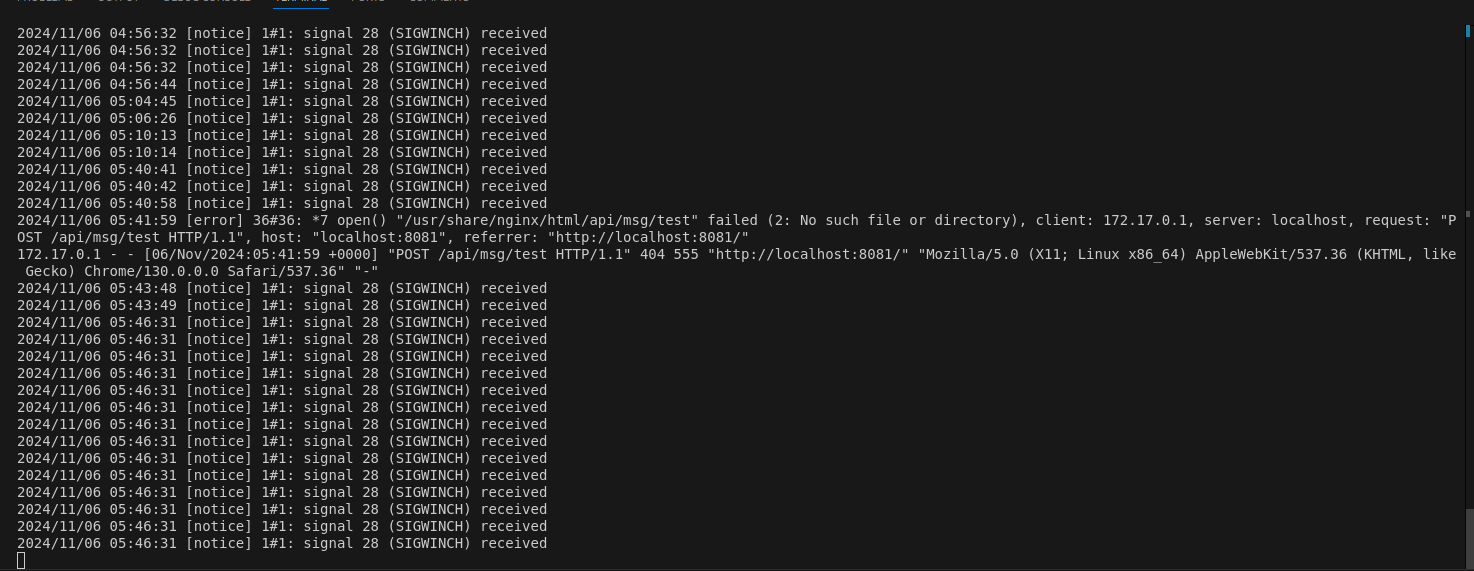 2024/11/06 04:56:32 [notice] 1#1: signal 28 (SIGWINCH) received
2024/11/06 04:56:32 [notice] 1#1: signal 28 (SIGWINCH) received
2024/11/06 04:56:32 [notice] 1#1: signal 28 (SIGWINCH) received
2024/11/06 04:56:44 [notice] 1#1: signal 28 (SIGWINCH) received
2024/11/06 05:04:45 [notice] 1#1: signal 28 (SIGWINCH) received
2024/11/06 05:06:26 [notice] 1#1: signal 28 (SIGWINCH) received
2024/11/06 05:10:13 [notice] 1#1: signal 28 (SIGWINCH) received
2024/11/06 05:10:14 [notice] 1#1: signal 28 (SIGWINCH) received
2024/11/06 05:40:41 [notice] 1#1: signal 28 (SIGWINCH) received
2024/11/06 05:40:42 [notice] 1#1: signal 28 (SIGWINCH) received
2024/11/06 05:40:58 [notice] 1#1: signal 28 (SIGWINCH) received
2024/11/06 05:41:59 [error] 36#36: *7 open() "/usr/share/nginx/html/api/msg/test" failed (2: No such file or directory), client: 172.17.0.1, server: localhost, request: "P
OST /api/msg/test HTTP/1.1", host: "localhost:8081", referrer: "http://localhost:8081/"
172.17.0.1 - - [06/Nov/2024:05:41:59 +0000] "POST /api/msg/test HTTP/1.1" 404 555 "http://localhost:8081/" "Mozilla/5.0 (X11; Linux x86_64) AppleWebKit/537.36 (KHTML, like
 Gecko) Chrome/130.0.0.0 Safari/537.36" "-"
2024/11/06 05:43:48 [notice] 1#1: signal 28 (SIGWINCH) received
2024/11/06 05:43:49 [notice] 1#1: signal 28 (SIGWINCH) received
2024/11/06 05:46:31 [notice] 1#1: signal 28 (SIGWINCH) received
2024/11/06 05:46:31 [notice] 1#1: signal 28 (SIGWINCH) received
2024/11/06 05:46:31 [notice] 1#1: signal 28 (SIGWINCH) received
2024/11/06 05:46:31 [notice] 1#1: signal 28 (SIGWINCH) received
2024/11/06 05:46:31 [notice] 1#1: signal 28 (SIGWINCH) received
2024/11/06 05:46:31 [notice] 1#1: signal 28 (SIGWINCH) received
2024/11/06 05:46:31 [notice] 1#1: signal 28 (SIGWINCH) received
2024/11/06 05:46:31 [notice] 1#1: signal 28 (SIGWINCH) received
2024/11/06 05:46:31 [notice] 1#1: signal 28 (SIGWINCH) received
2024/11/06 05:46:31 [notice] 1#1: signal 28 (SIGWINCH) received
2024/11/06 05:46:31 [notice] 1#1: signal 28 (SIGWINCH) received
2024/11/06 05:46:31 [notice] 1#1: signal 28 (SIGWINCH) received
2024/11/06 05:46:31 [notice] 1#1: signal 28 (SIGWINCH) received
2024/11/06 05:46:31 [notice] 1#1: signal 28 (SIGWINCH) received